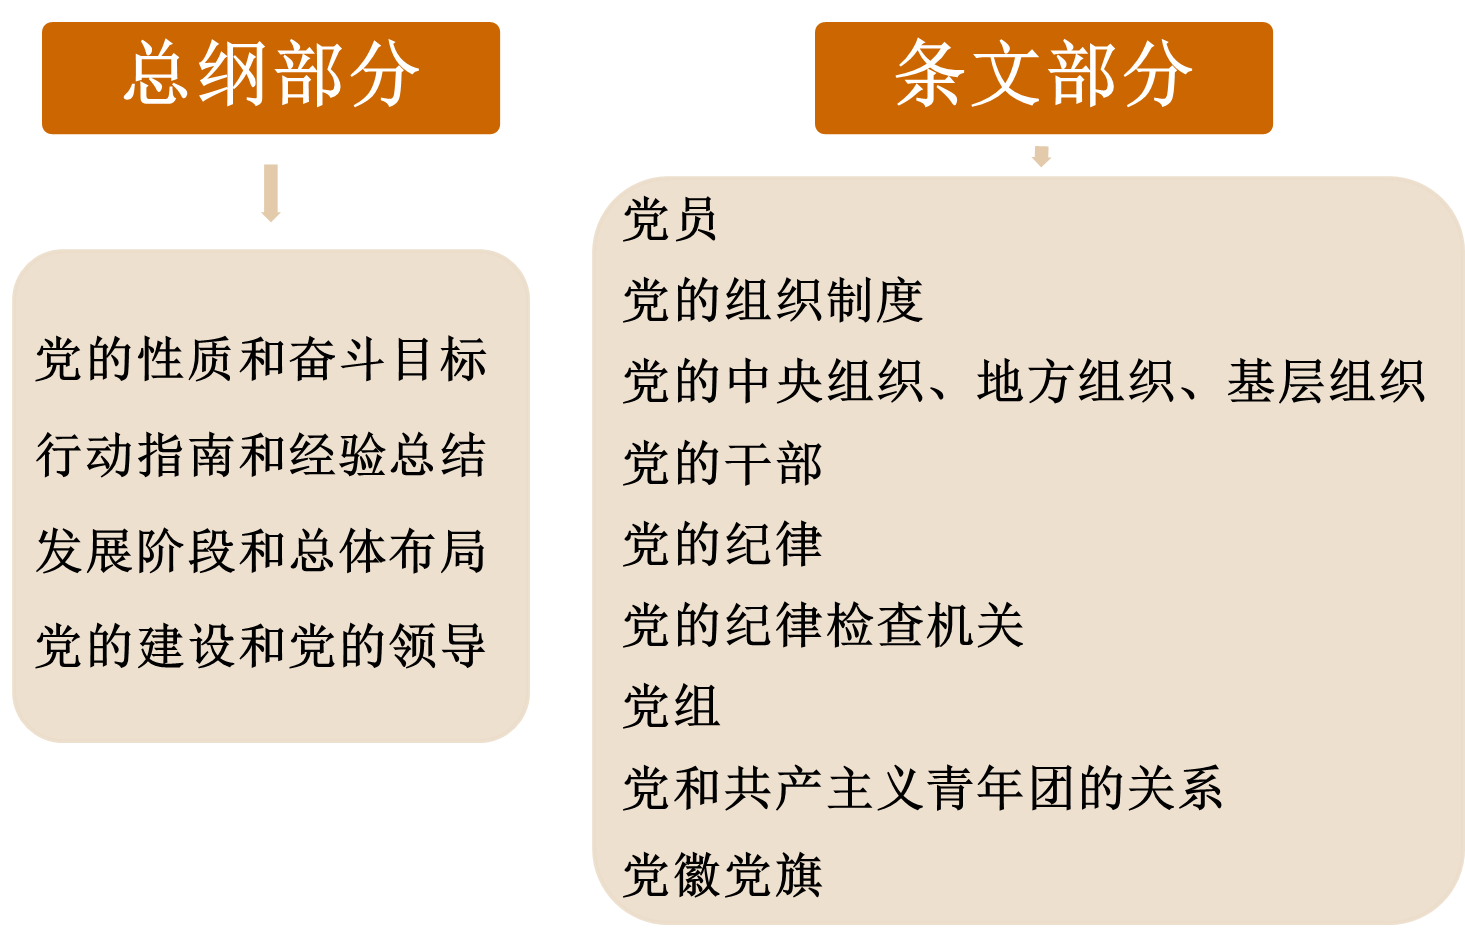 总纲部分
党的性质和奋斗目标
行动指南和经验总结
发展阶段和总体布局
党的建设和党的领导
条文部分
党员
党的组织制度
党的中央组织、地方组织、基层组织
党的干部
党的纪律
党的纪律检查机关
党组
党和共产主义青年团的关系
党徽党旗